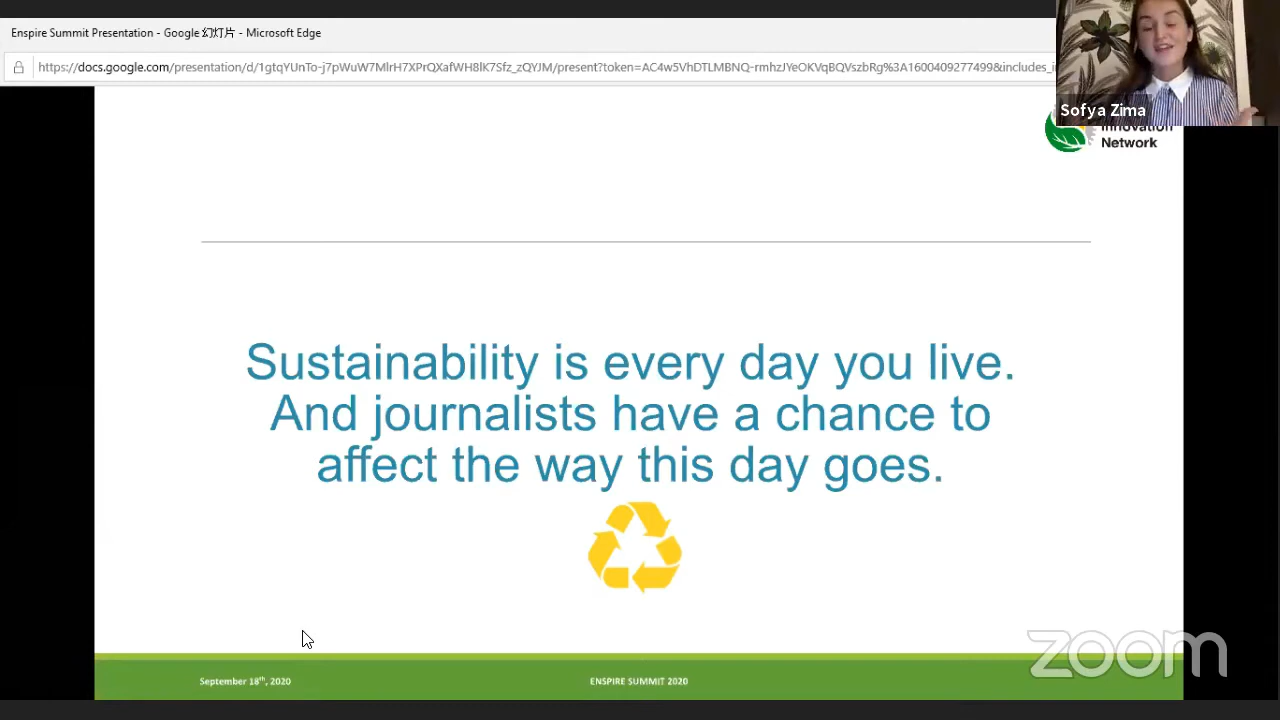 Enspire Summit Presentation - Google 幻灯片 - Microsoft Edge
https://docs.google.com/presentation/d/1gtqYUnTo-j7pWuW7MlrH7XPrQXafWH8lK7Sfz_zQYJM/present?token=AC4w5VhDTLMBNQ-rmhzJYeOKVqBQVszbRg%3A1600409277499&includes_i
Sofya Zima
Innovation
Network
Sustainability is every day you live.
And journalists have a chance to
affect the way this day goes.
zoom
September 18th, 2020
ENSPIRE SUMMIT 2020